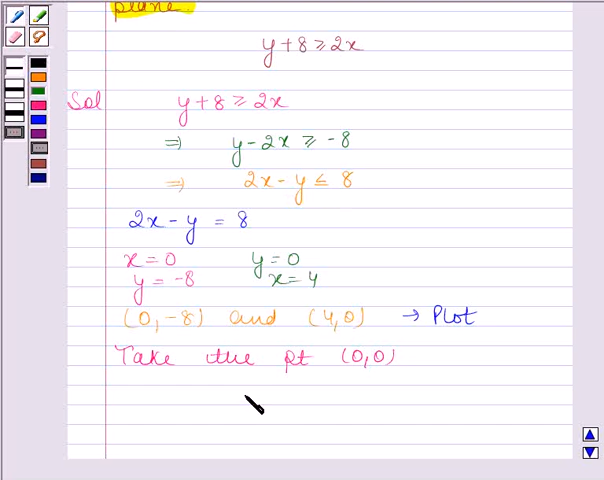 plane
y + 8 ⩾ 2x
Sol y + 8 ⩾ 2x
⇒ y - 2x ⩾ -8
⇒ 2x - y ≤ 8
2x - y = 8
x = 0 y = 0
y = -8 x = 4
(0, -8) and (4, 0) → Plot
Take the pt (0, 0)